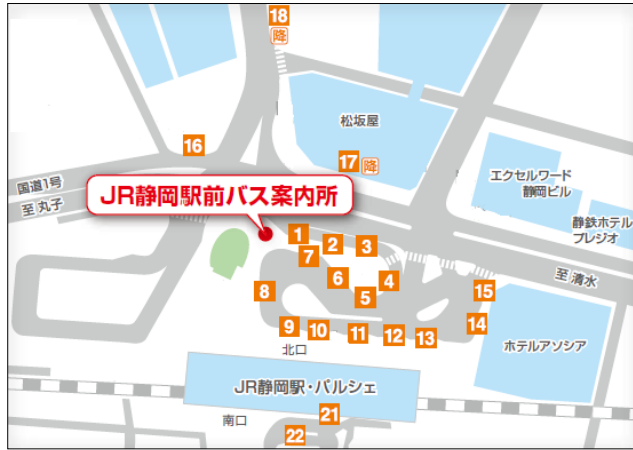 18
降
松坂屋
16
17 降
エクセルワード
静岡ビル
国道1号
至 丸子
JR静岡駅前バス案内所
静鉄ホテル
プレジオ
1
2
3
7
至 清水
6
4
5
8
15
9
10
11
12
13
14
北口
ホテルアソシア
JR静岡駅・パルシェ
21
南口
22